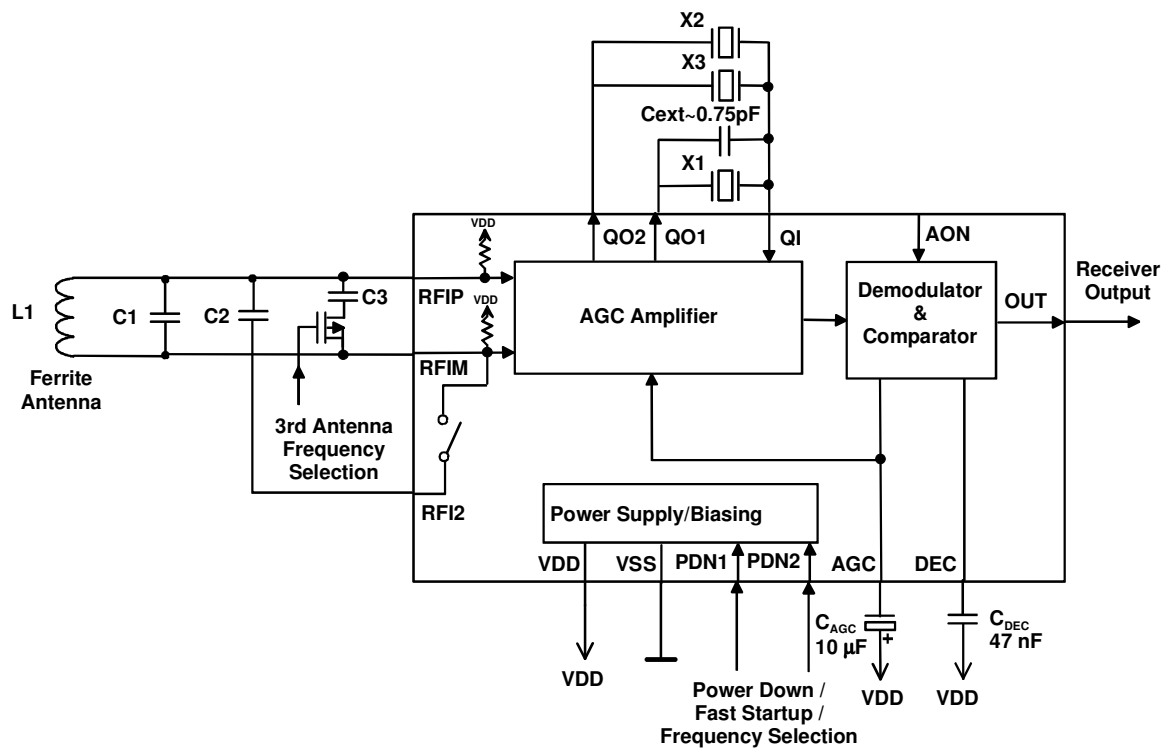 X2
X3
Cext~0.75pF
X1
VDD
QO2
QO1
QI
AON
Receiver
Output
L1
C1
C2
C3
RFIP
VDD
AGC Amplifier
Demodulator
&
Comparator
OUT
RFIM
Ferrite
Antenna
3rd Antenna
Frequency
Selection
RFI2
Power Supply/Biasing
VDD
VSS
PDN1
PDN2
AGC
DEC
CAGC
10 μF
+
CDEC
47 nF
VDD
VDD
VDD
Power Down /
Fast Startup /
Frequency Selection